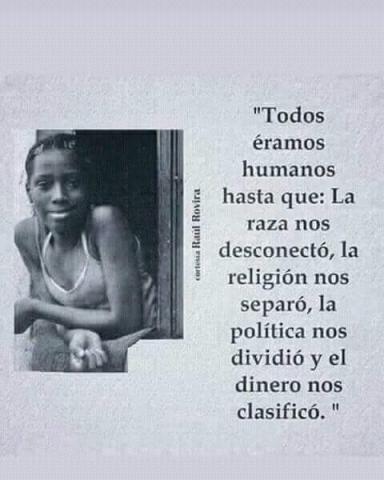 "Todos
éramos
humanos
hasta que: La
raza nos
desconectó, la
religión nos
separó, la
política nos
dividió y el
dinero nos
clasificó. "
cortesía Raúl Rovira